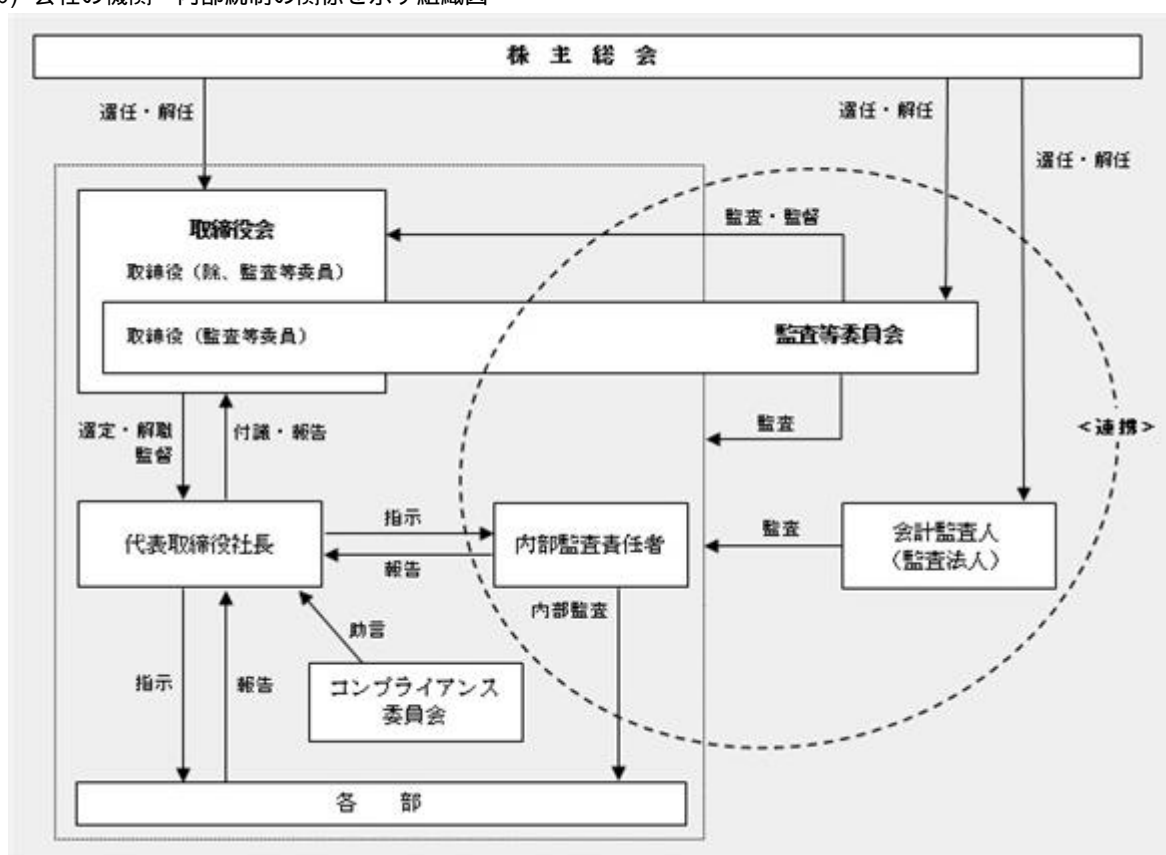 会社の機関・内部統制の関係を示す組織図
株 主 総 会
選任・解任
選任・解任
選任・解任
取締役会
取締役（除、監査等委員）
監査・監督
取締役（監査等委員）
監査等委員会
選定・解職
監督
付議・報告
監査
＜連携＞
代表取締役社長
指示
報告
内部監査責任者
監査
会計監査人
（監査法人）
助言
内部監査
指示
報告
コンプライアンス
委員会
各 部